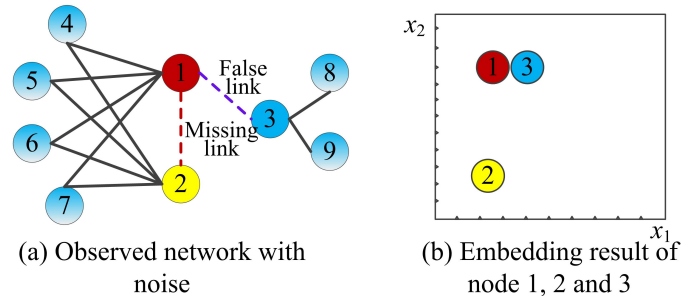 4
5
6
7
1
2
False
link
Missing
link
3
8
9
(a) Observed network with
noise
x2
1
3
2
x1
(b) Embedding result of
node 1, 2 and 3